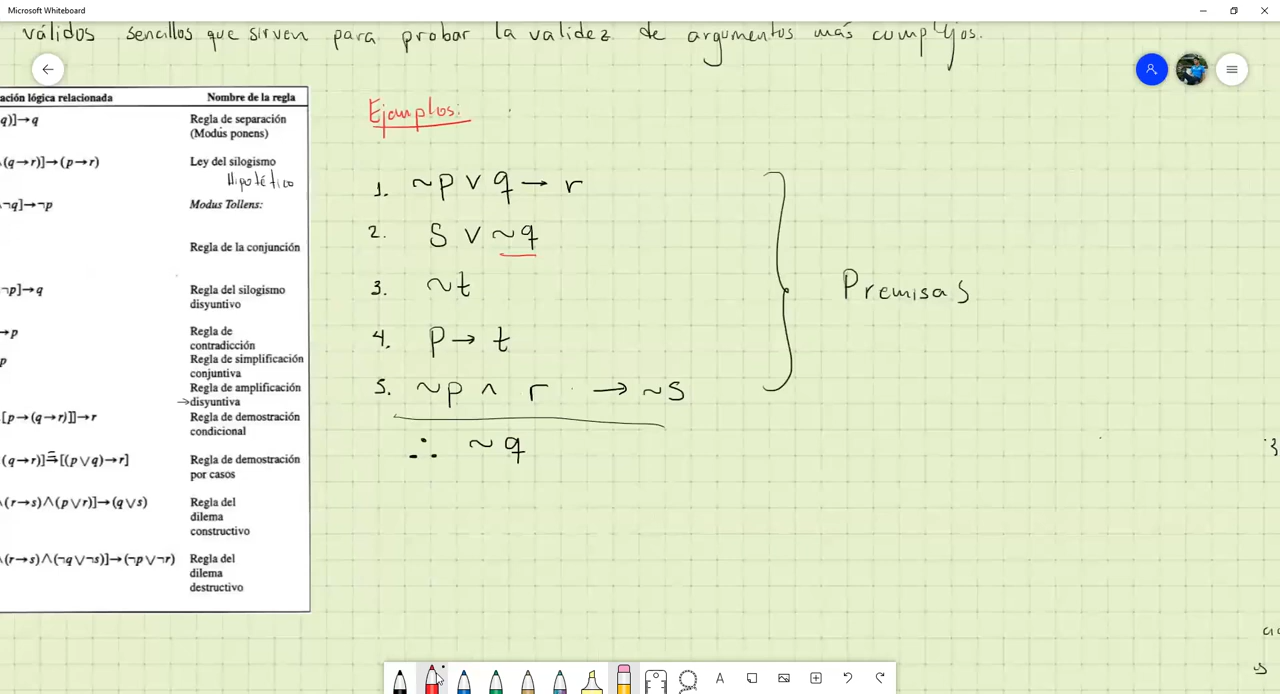 Microsoft Whiteboard
válidos sencillos que sirven para probar la validez de argumentos más complejos.
ación lógica relacionada Nombre de la regla
q)]→q Regla de separación
(Modus ponens)
(q→r)]→(p→r) Ley del silogismo
Hipotético
¬q]→¬p Modus Tollens:
Regla de la conjunción
¬p]→q Regla del silogismo
disyuntivo
→p Regla de
contradicción
p Regla de simplificación
conjuntiva
Regla de amplificación
→disyuntiva
[p→(q→r)]]→r Regla de demostración
condicional
(q→r)]⇒[(p∨q)→r] Regla de demostración
por casos
∧(r→s)∧(p∨r)]→(q∨s) Regla del
dilema
constructivo
∧(r→s)∧(¬q∨¬s)]→(¬p∨¬r) Regla del
dilema
destructivo
Ejemplos:
1. ~p ∨ q → r
2. S ∨ ~q
3. ~t
4. p → t
5. ~p ∧ r → ~s
∴ ~q
Premisas